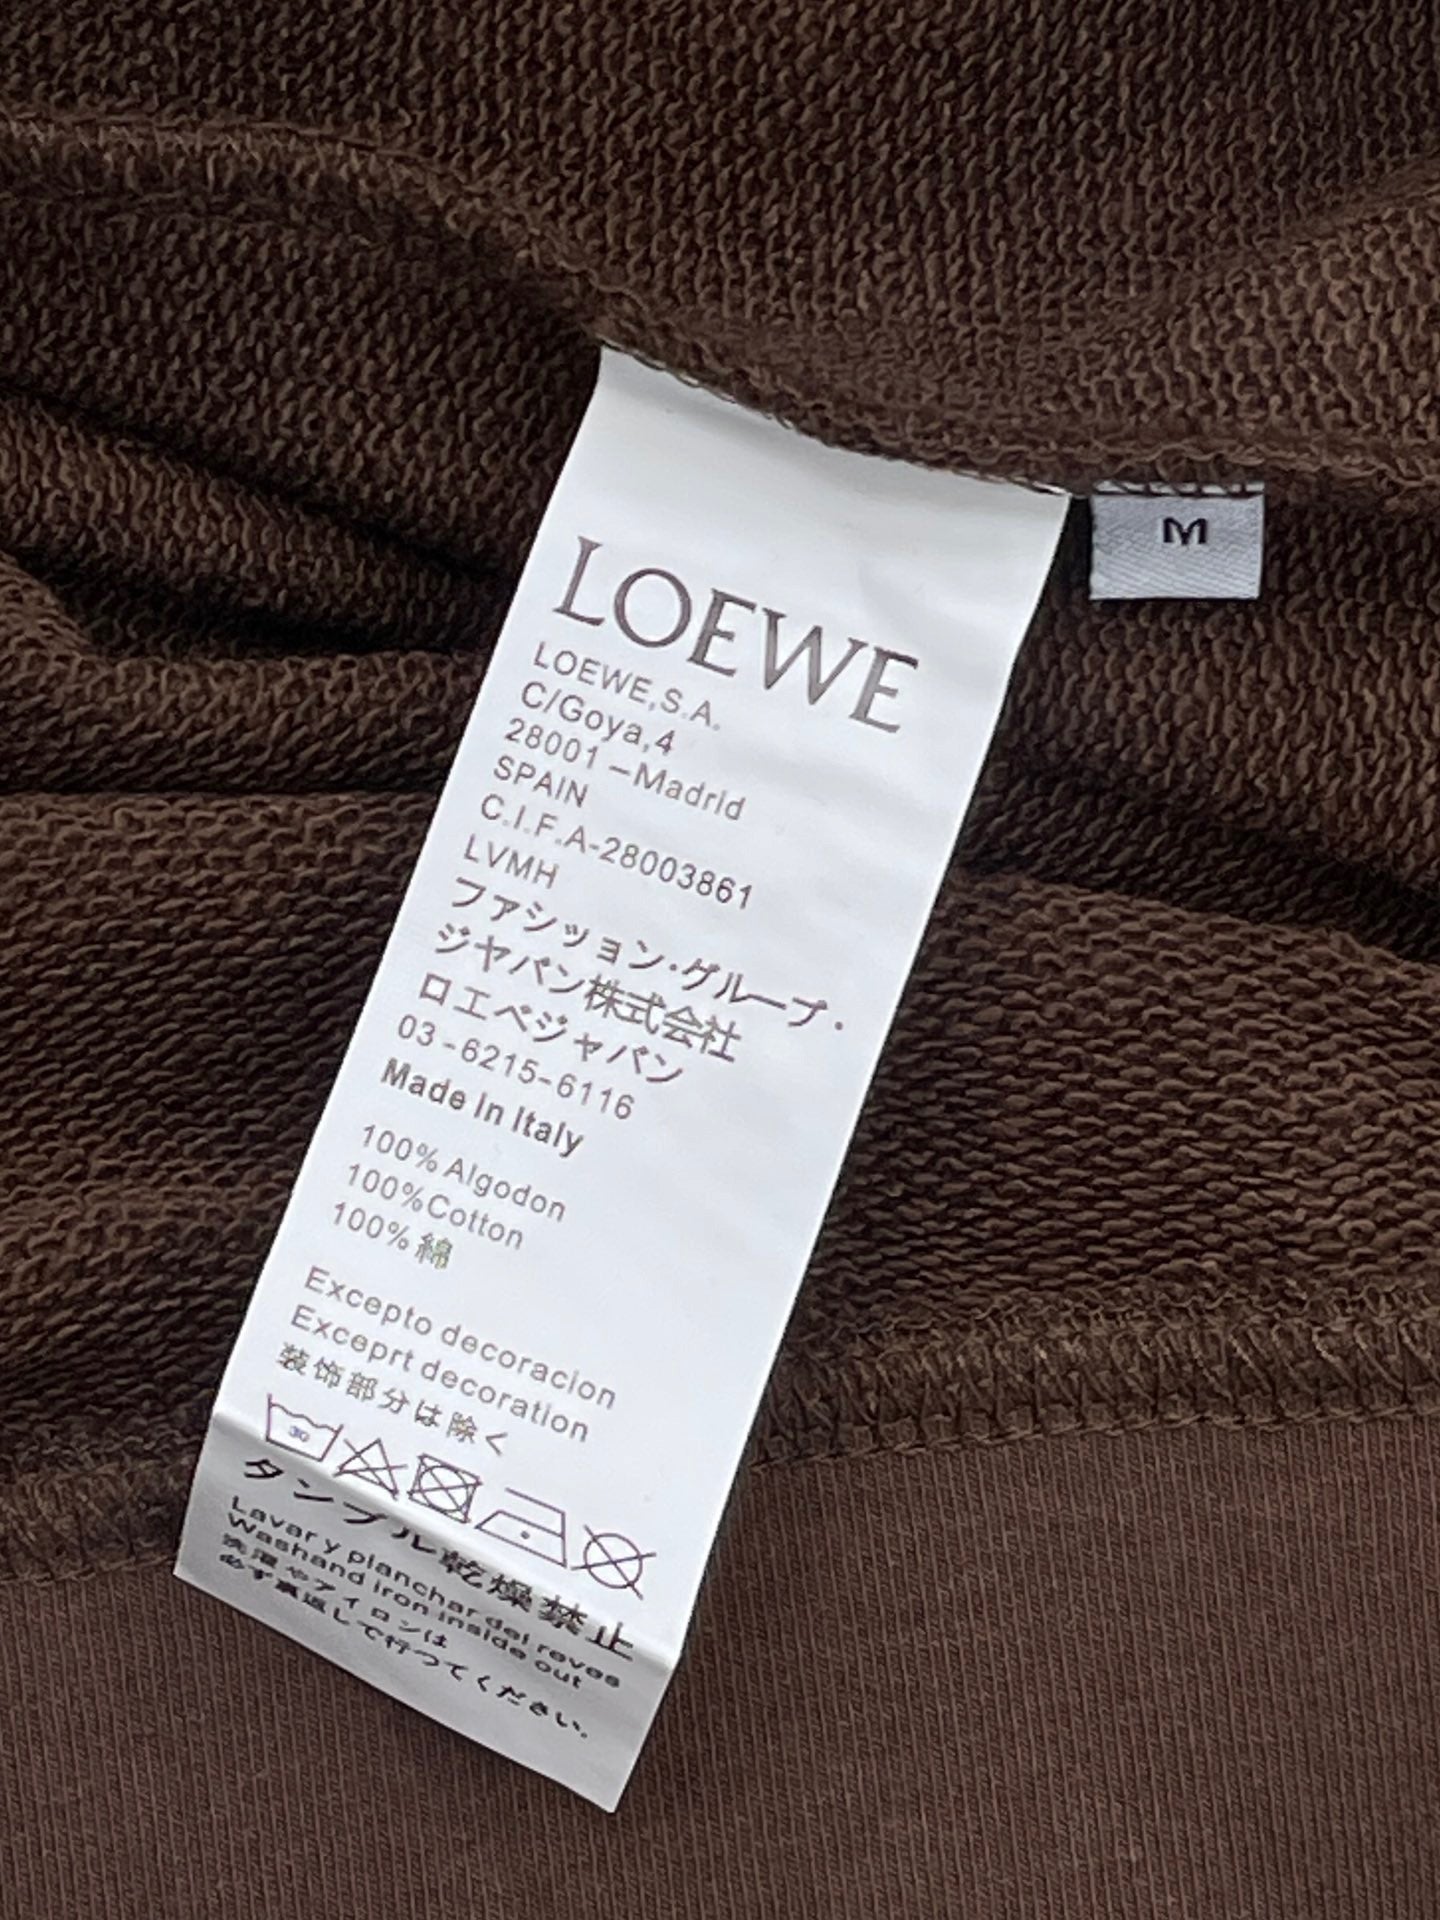 LOEWE
LOEWE,S.A.
C/Goya,4
28001 –Madrid
SPAIN
C.I.F.A-28003861
LVMH
ファンション·グループ·
ジヤパン株式会社
ロエベジャパン
03-6215-6116
Made in Italy
100% Algodon
100%Cotton
100% 綿
Excepto decoracion
Exceprt decoration
装飾部分は除く
30
タンブル乾燥禁止
Lavar y planchar del reves
Washand iron inside out
洗濯やアイロンは
必ず裏返しで行つてください。
M